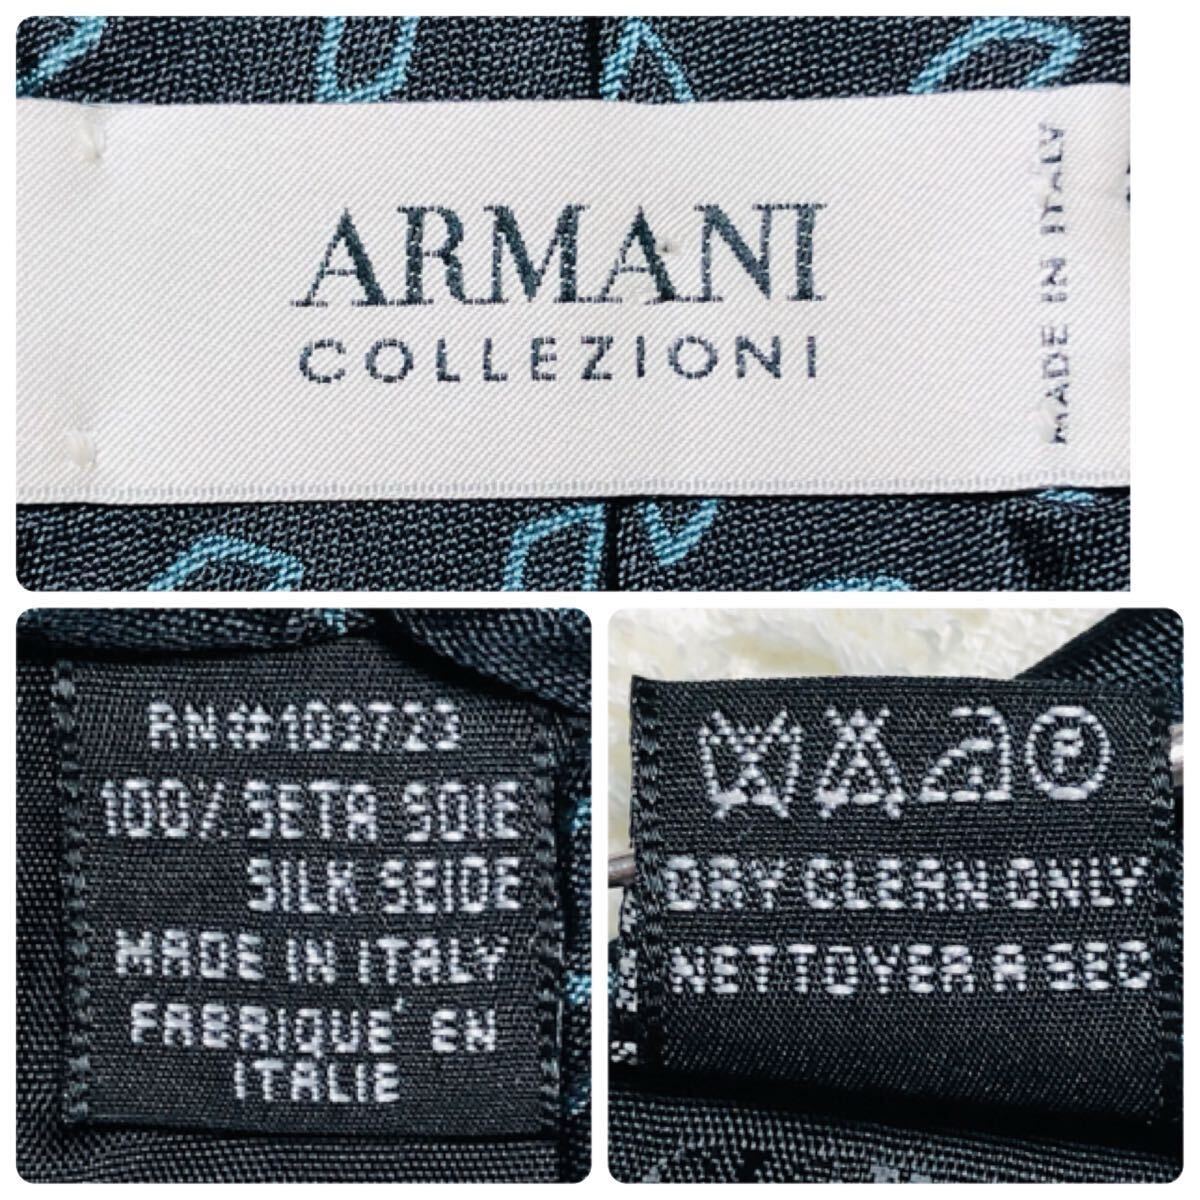 ARMANI
COLLEZIONI
MADE IN ITALY
RN#103723
100% SETA SOIE
SILK SEIDE
MADE IN ITALY
FABRIQUE' EN
ITALIE
P
DRY CLEAN ONLY
NETTOYER A SEC